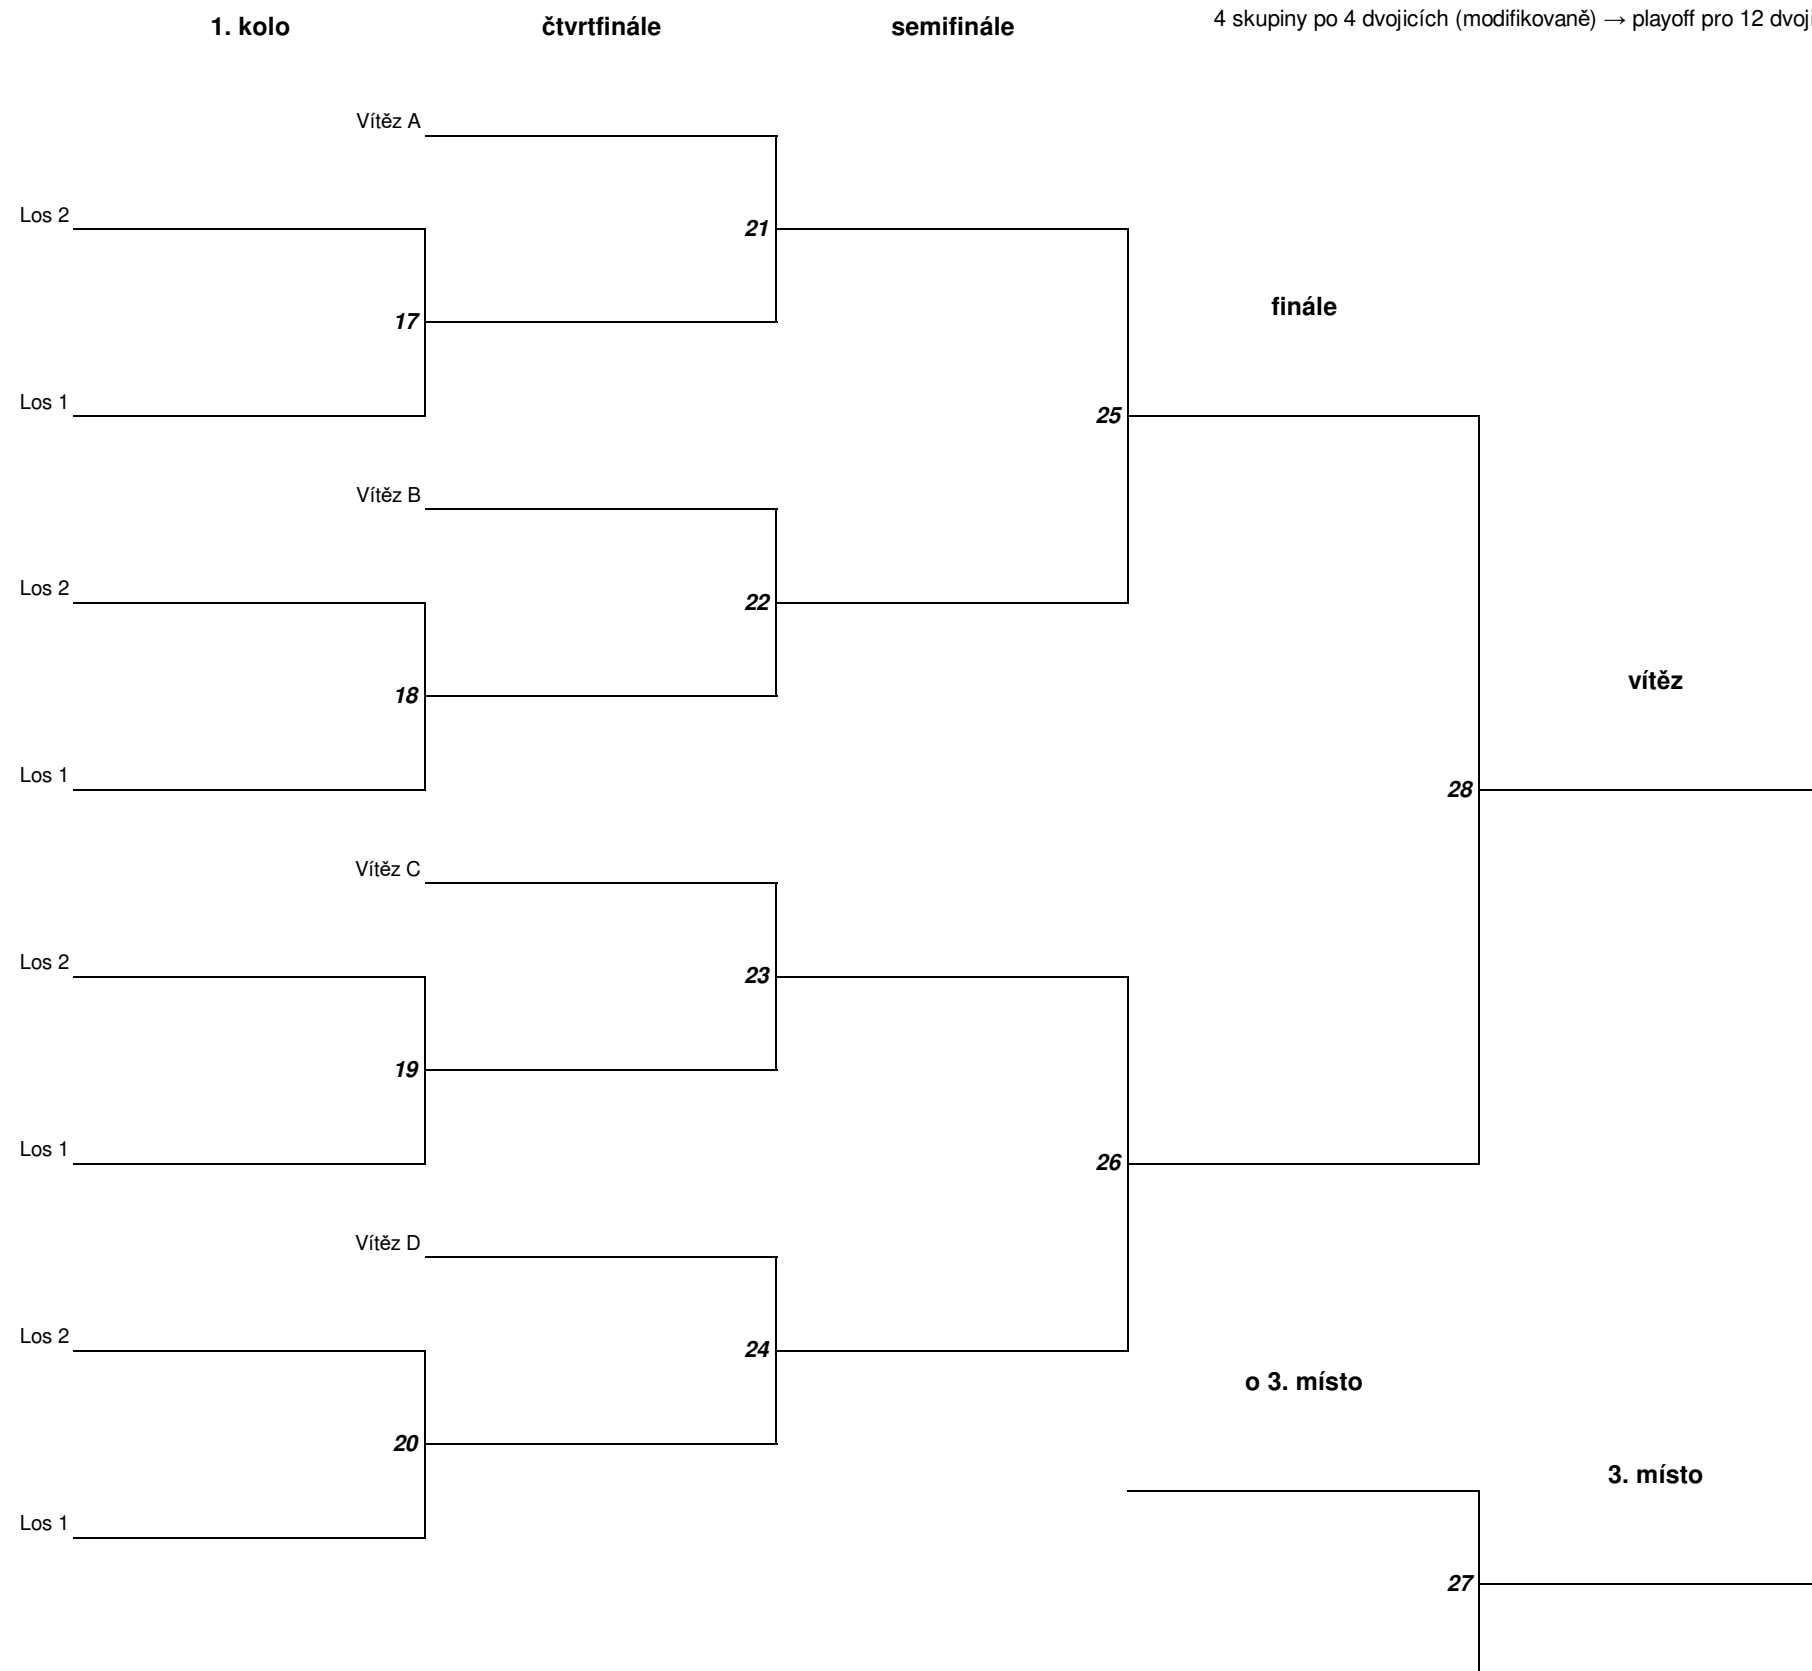 1. kolo
čtvrtfinále
semifinále
4 skupiny po 4 dvojicích (modifikovaně) → playoff pro 12
Vítěz A
Los 2
21
finále
17
Los 1
25
Vítěz B
Los 2
22
vítěz
18
Los 1
28
Vítěz C
Los 2
23
19
Los 1
26
Vítěz D
Los 2
24
o 3. místo
20
3. místo
Los 1
27